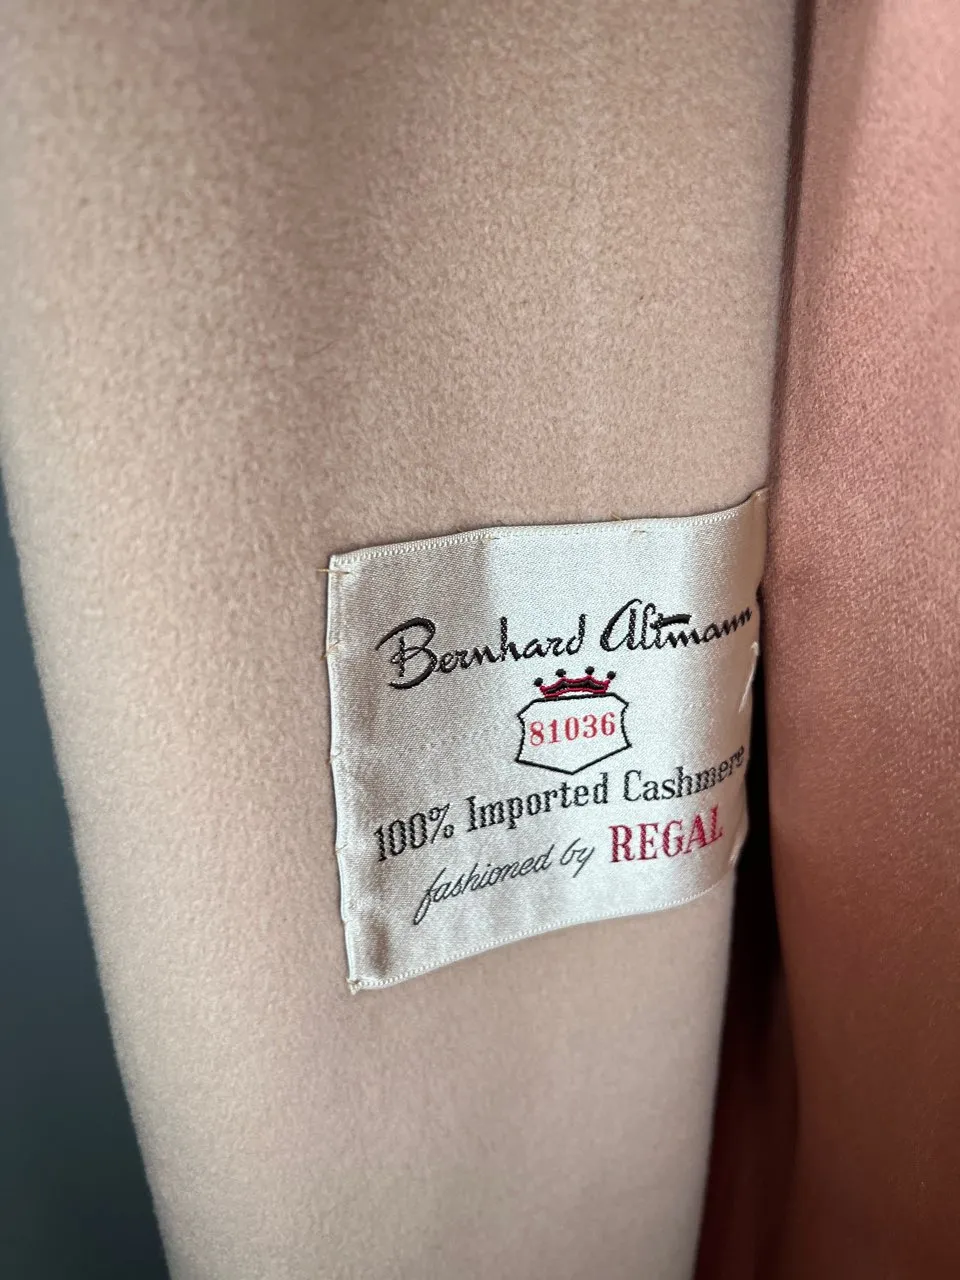 Bernhard Altmann
81036
100% Imported Cashmere
fashioned by REGAL